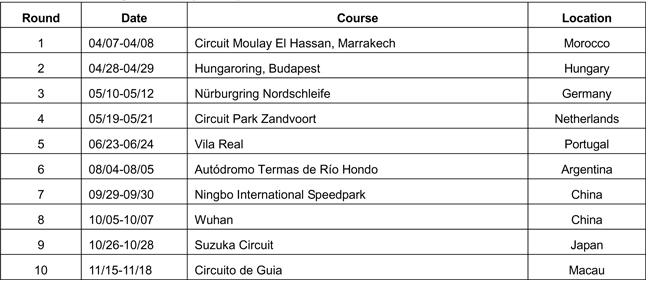 Round Date Course Location
1 04/07-04/08 Circuit Moulay El Hassan, Marrakech Morocco
2 04/28-04/29 Hungaroring, Budapest Hungary
3 05/10-05/12 Nürburgring Nordschleife Germany
4 05/19-05/21 Circuit Park Zandvoort Netherlands
5 06/23-06/24 Vila Real Portugal
6 08/04-08/05 Autódromo Termas de Río Hondo Argentina
7 09/29-09/30 Ningbo International Speedpark China
8 10/05-10/07 Wuhan China
9 10/26-10/28 Suzuka Circuit Japan
10 11/15-11/18 Circuito de Guia Macau